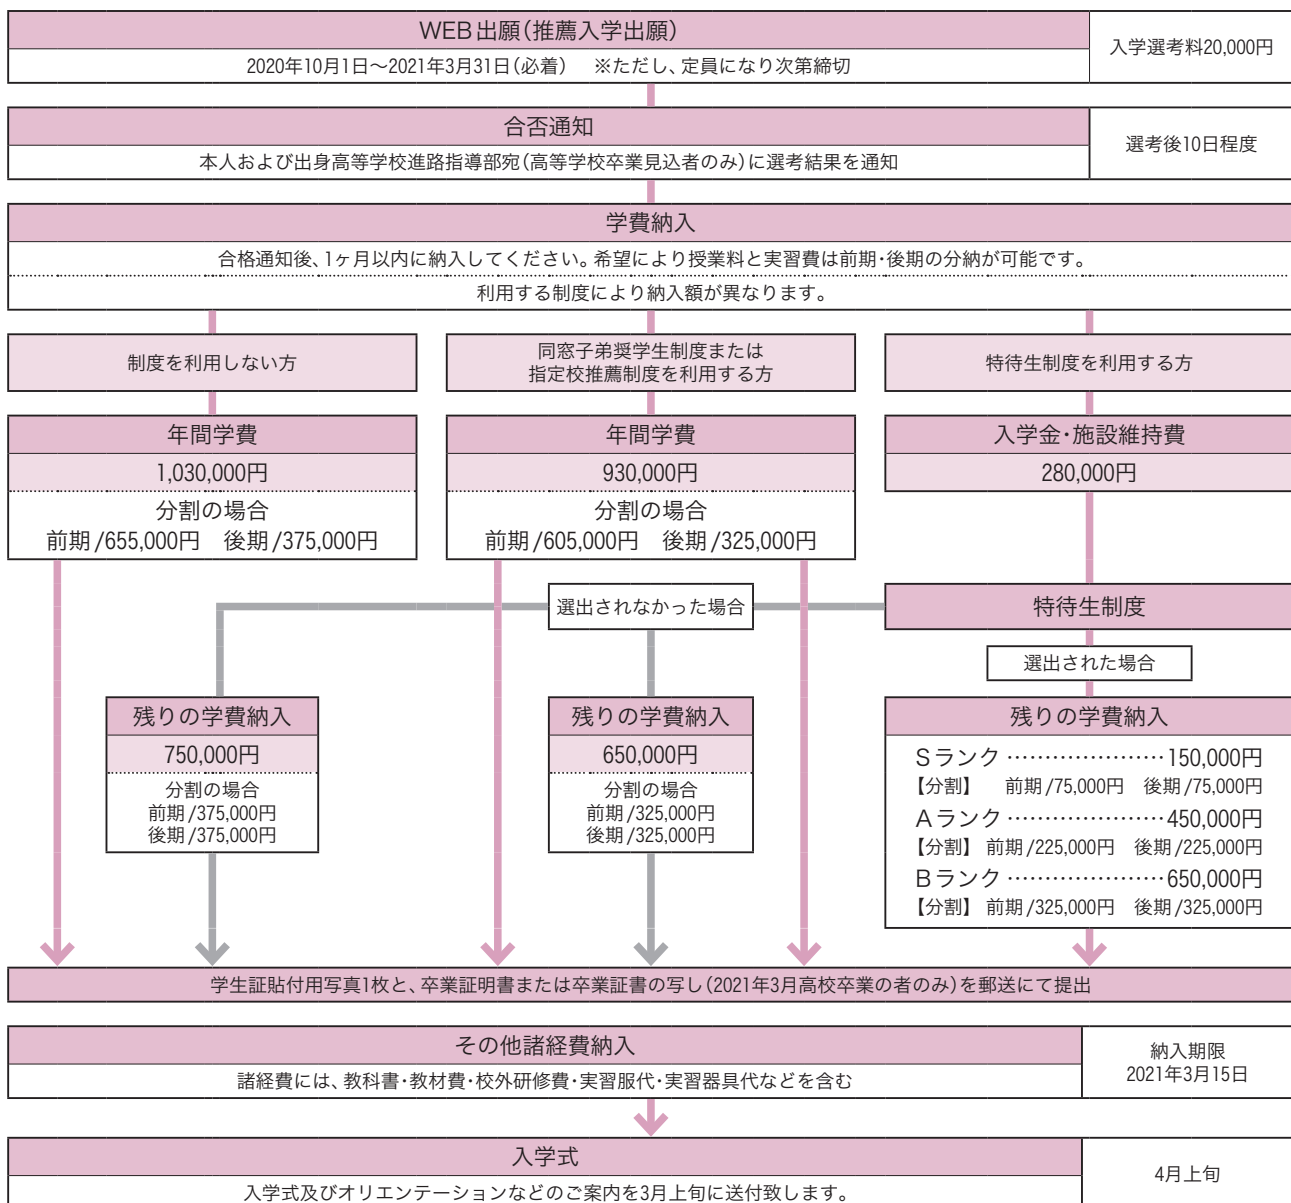 WEB出願(推薦入学出願)
2020年10月1日～2021年3月31日(必着)　※ただし、定員になり次第締切
入学選考料20,000円
合否通知
本人および出身高等学校進路指導部宛(高等学校卒業見込者のみ)に選考結果を通知
選考後10日程度
学費納入
合格通知後、1ヶ月以内に納入してください。希望により授業料と実習費は前期・後期の分納が可能です。
利用する制度により納入額が異なります。
制度を利用しない方
年間学費
1,030,000円
分割の場合
前期/655,000円　後期/375,000円
同窓子弟奨学生制度または
指定校推薦制度を利用する方
年間学費
930,000円
分割の場合
前期/605,000円　後期/325,000円
特待生制度を利用する方
入学金・施設維持費
280,000円
特待生制度
選出されなかった場合
選出された場合
残りの学費納入
750,000円
分割の場合
前期/375,000円
後期/375,000円
残りの学費納入
650,000円
分割の場合
前期/325,000円
後期/325,000円
残りの学費納入
Sランク…………………150,000円
【分割】　前期/75,000円　後期/75,000円
Aランク…………………450,000円
【分割】 前期/225,000円　後期/225,000円
Bランク…………………650,000円
【分割】 前期/325,000円　後期/325,000円
学生証貼付用写真1枚と、卒業証明書または卒業証書の写し(2021年3月高校卒業の者のみ)を郵送にて提出
その他諸経費納入
諸経費には、教科書・教材費・校外研修費・実習服代・実習器具代などを含む
納入期限
2021年3月15日
入学式
入学式及びオリエンテーションなどのご案内を3月上旬に送付致します。
4月上旬